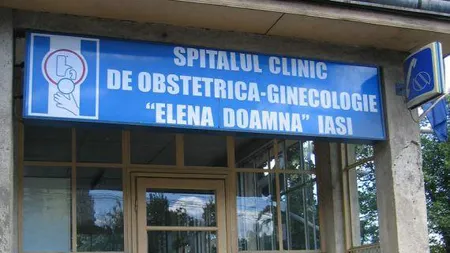 SPITALUL CLINIC
DE OBSTETRICA-GINECOLOGIE
"ELENA DOAMNA" IASI